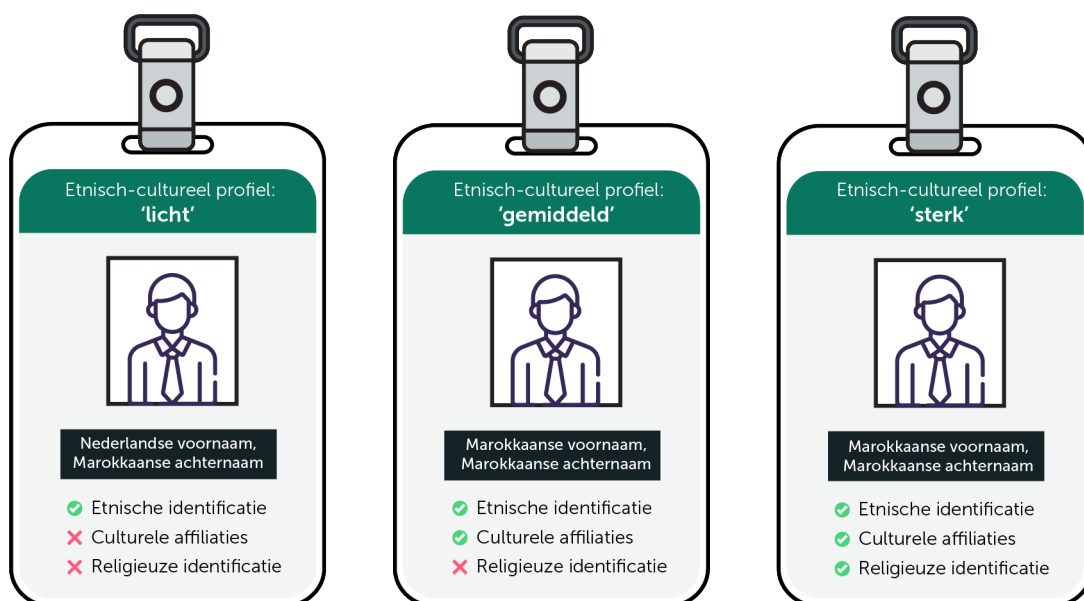 Etnisch-cultureel profiel:
‘licht’
Nederlandse voornaam,
Marokkaanse achternaam
Etnische identificatie
Culturele affiliaties
Religieuze identificatie
Etnisch-cultureel profiel:
‘gemiddeld’
Marokkaanse voornaam,
Marokkaanse achternaam
Etnische identificatie
Culturele affiliaties
Religieuze identificatie
Etnisch-cultureel profiel:
‘sterk’
Marokkaanse voornaam,
Marokkaanse achternaam
Etnische identificatie
Culturele affiliaties
Religieuze identificatie